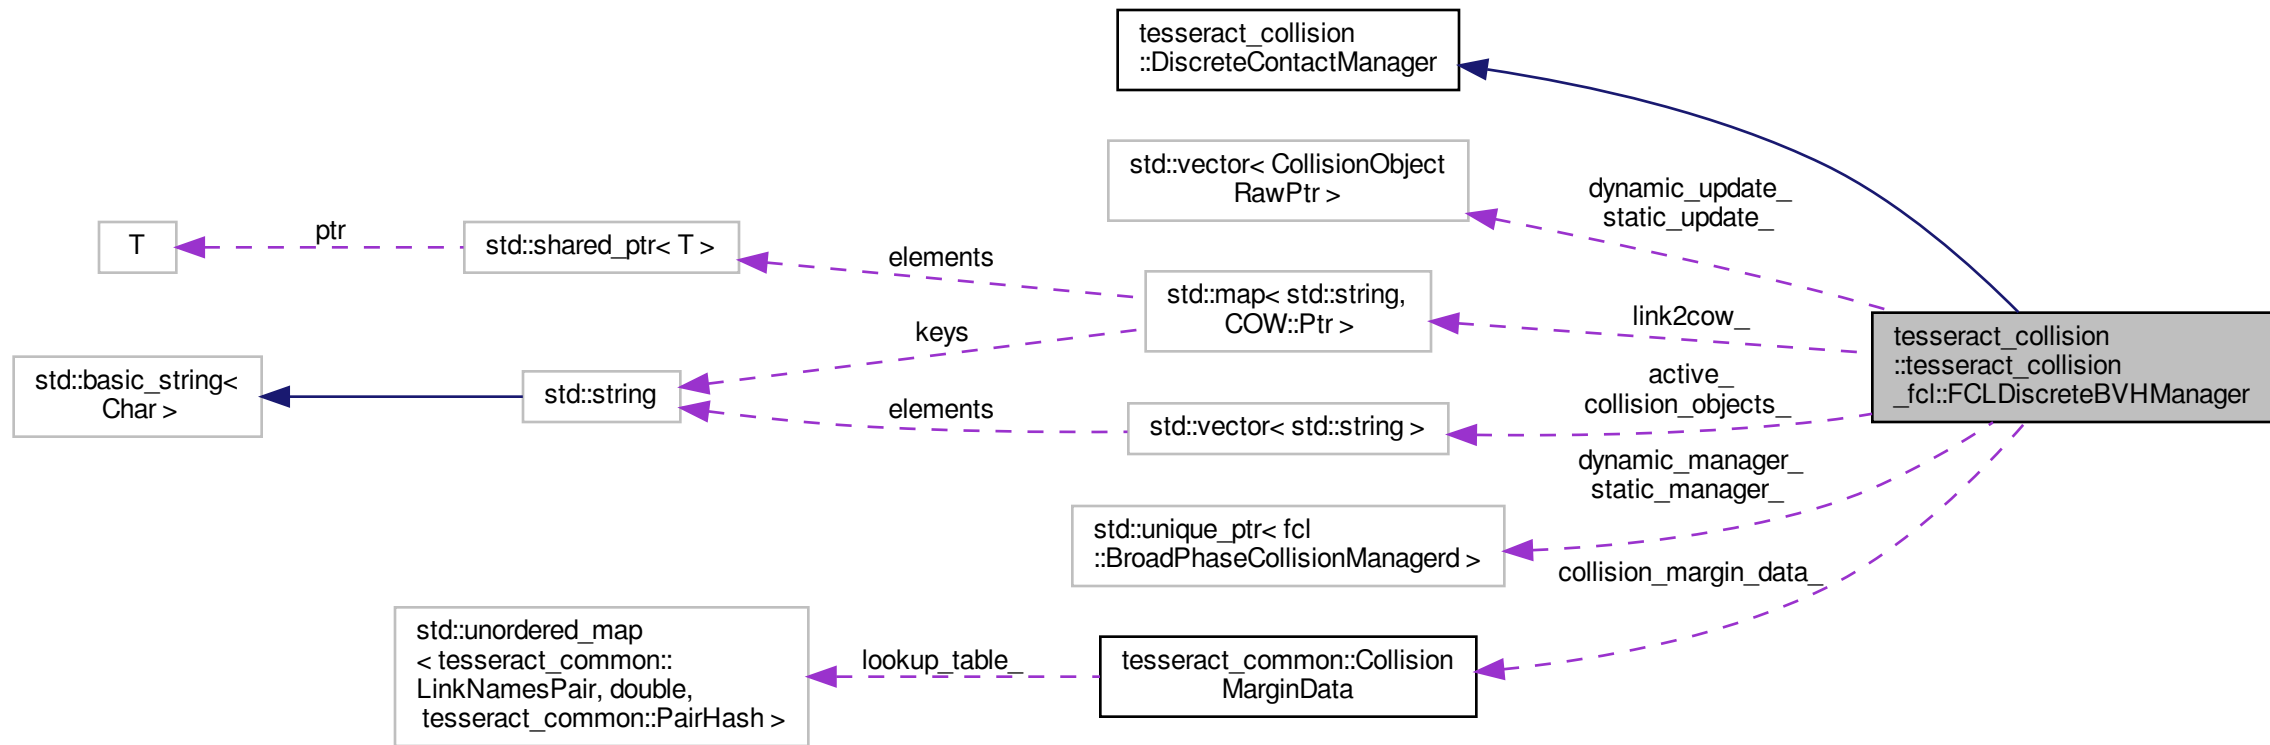 tesseract_collision
::DiscreteContactManager
std::vector< CollisionObject
RawPtr >
dynamic_update_
static_update_
T
ptr
std::shared_ptr< T >
elements
std::map< std::string,
COW::Ptr >
link2cow_
tesseract_collision
::tesseract_collision
_fcl::FCLDiscreteBVHManager
keys
std::basic_string<
Char >
std::string
elements
std::vector< std::string >
active_
collision_objects_
dynamic_manager_
static_manager_
std::unique_ptr< fcl
::BroadPhaseCollisionManagerd >
collision_margin_data_
std::unordered_map
< tesseract_common::
LinkNamesPair, double,
tesseract_common::PairHash >
lookup_table_
tesseract_common::Collision
MarginData